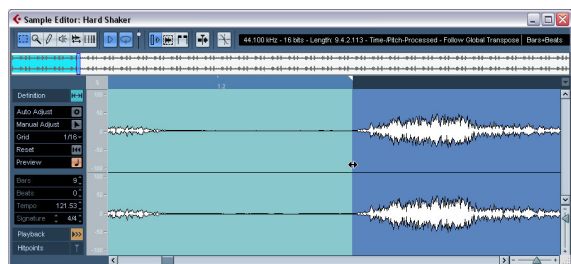 Sample Editor: Hard Shaker
44.100 kHz - 16 bits - Length: 9.4.2.113 - Time-/Pitch-Processed - Follow Global Transpose Bars+Beats
Definition
1.2
Auto Adjust
Manual Adjust
Grid 1/16
Reset
Preview
Bars 9
Beats 0
Tempo 121.53
Signature 4/4
Playback
Hitpoints